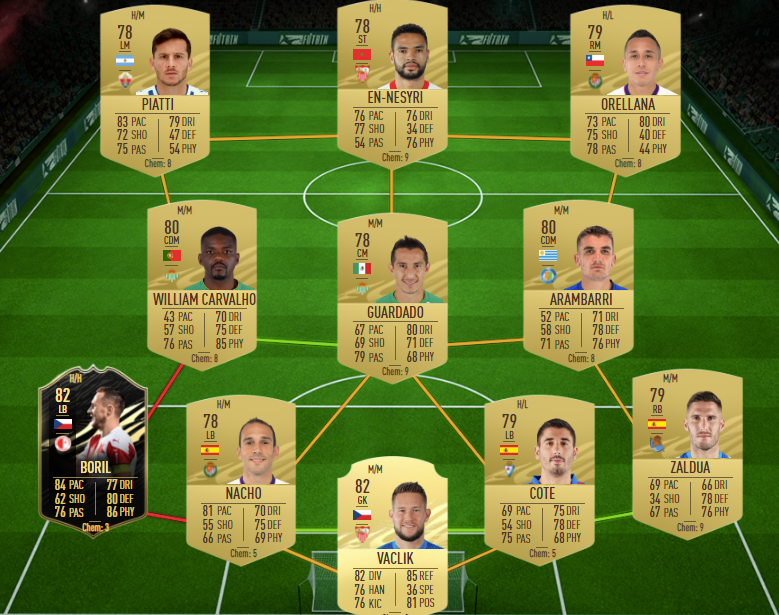 H/M
78
LM
PIATTI
83 PAC 79 DRI
72 SHO 47 DEF
75 PAS 54 PHY
Chem: 8
H/H
78
ST
EN-NESYRI
76 PAC 76 DRI
77 SHO 34 DEF
54 PAS 76 PHY
Chem: 9
H/L
79
RM
ORELLANA
73 PAC 80 DRI
75 SHO 40 DEF
78 PAS 44 PHY
Chem: 8
M/M
80
CDM
WILLIAM CARVALHO
43 PAC 70 DRI
57 SHO 75 DEF
76 PAS 85 PHY
Chem: 8
M/M
78
CM
GUARDADO
67 PAC 80 DRI
69 SHO 71 DEF
79 PAS 68 PHY
Chem: 9
M/M
80
CDM
ARAMBARRI
52 PAC 71 DRI
58 SHO 78 DEF
71 PAS 76 PHY
Chem: 8
H/H
82
LB
BORIL
84 PAC 77 DRI
62 SHO 80 DEF
76 PAS 86 PHY
Chem: 3
H/M
78
LB
NACHO
81 PAC 70 DRI
55 SHO 75 DEF
66 PAS 69 PHY
Chem: 5
M/M
82
GK
VACLIK
82 DIV 85 REF
76 HAN 36 SPE
76 KIC 81 POS
H/L
79
LB
COTE
69 PAC 75 DRI
54 SHO 78 DEF
75 PAS 68 PHY
Chem: 5
M/M
79
RB
ZALDUA
69 PAC 66 DRI
34 SHO 78 DEF
67 PAS 76 PHY
Chem: 9